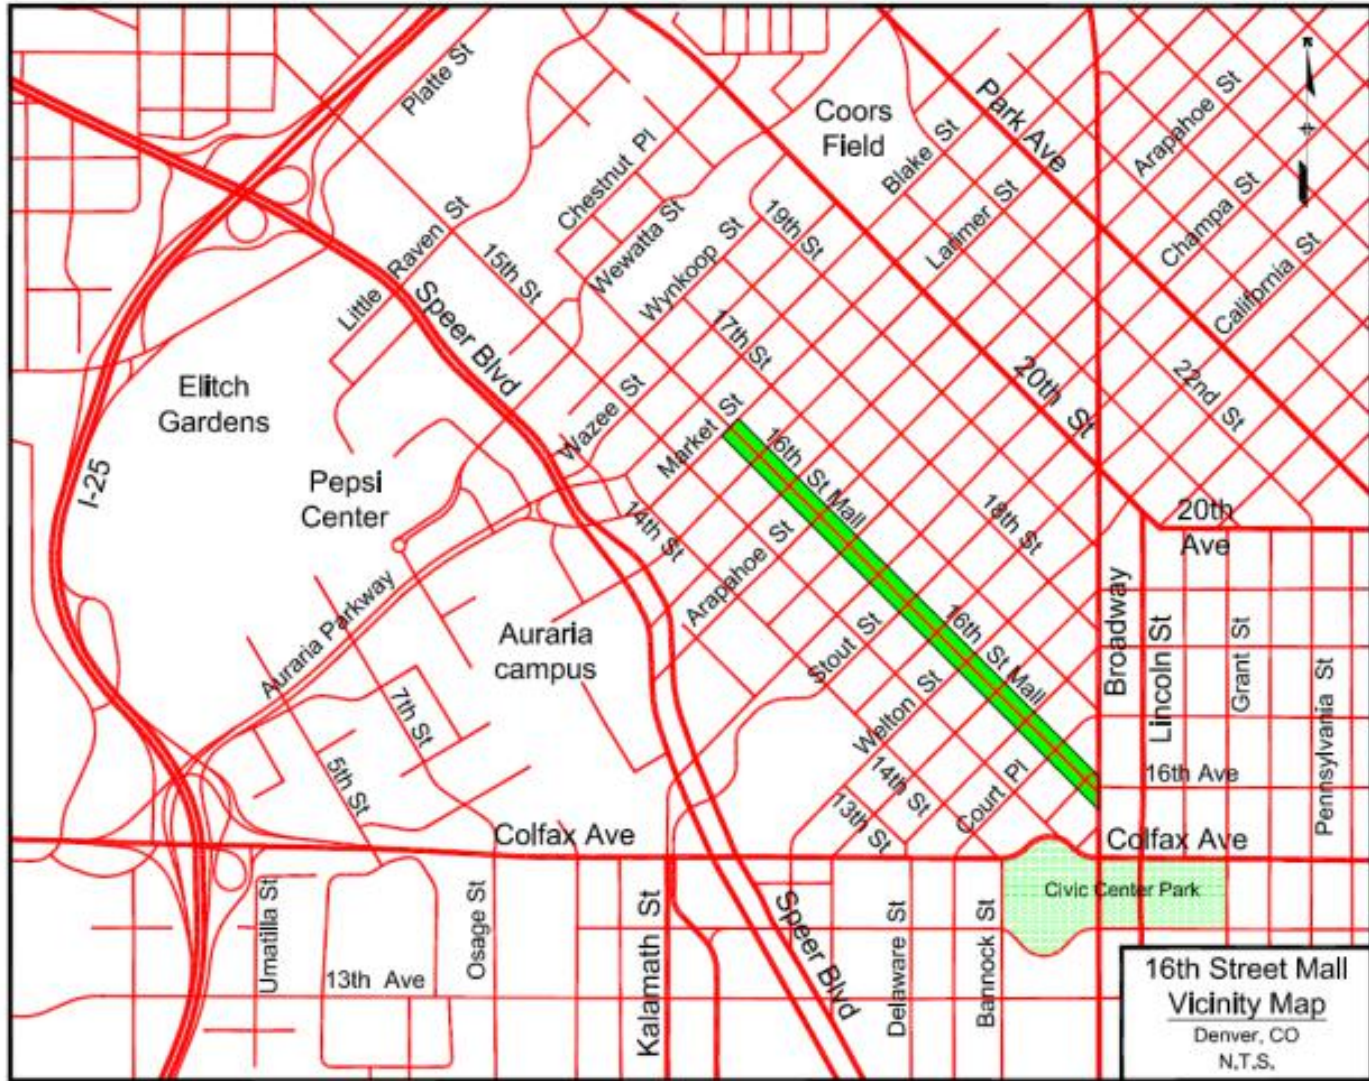 Platte St
Chestnut Pl
Coors
Field
Park Ave
Blake St
Arapahoe St
Larimer St
Champa St
California St
Little Raven St
15th St
Wewatta St
Wynkoop St
19th St
Speer Blvd
17th St
20th St
22nd St
Elitch
Gardens
I-25
Wazee St
Market St
16th St Mall
Pepsi
Center
14th St
Arapahoe St
18th St
20th
Ave
Auraria Parkway
Auraria
campus
Stout St
16th St Mall
Broadway
Lincoln St
Grant St
Pennsylvania St
7th St
5th St
Welton St
14th St
13th St
Court Pl
16th Ave
Colfax Ave
Colfax Ave
Civic Center Park
Umatilla St
13th Ave
Osage St
Kalamath St
Speer Blvd
Delaware St
Bannock St
16th Street Mall
Vicinity Map
Denver, CO
N.T.S.